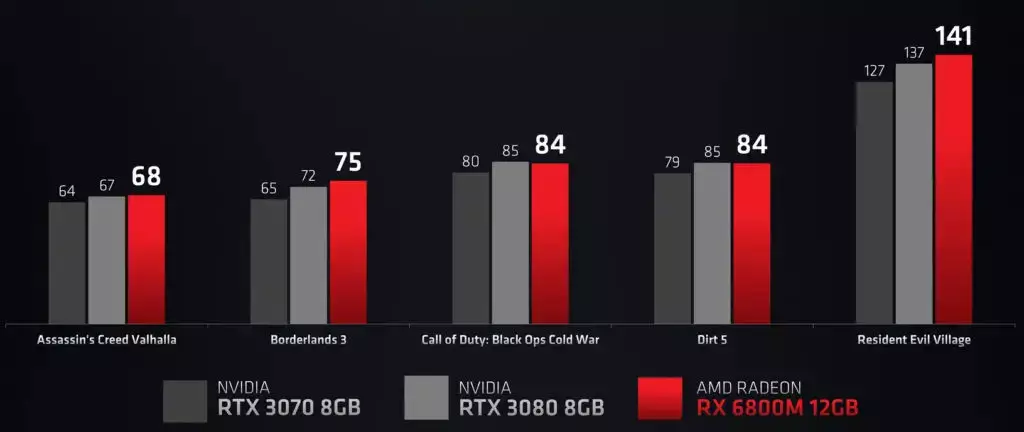 64 67 68
65 72 75
80 85 84
79 85 84
127 137 141
Assassin's Creed Valhalla
Borderlands 3
Call of Duty: Black Ops Cold War
Dirt 5
Resident Evil Village
NVIDIA
RTX 3070 8GB
NVIDIA
RTX 3080 8GB
AMD RADEON
RX 6800M 12GB